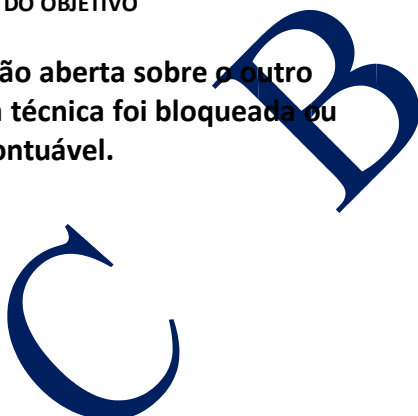 DO OBJETIVO
ão aberta sobre o outro
técnica foi bloqueada ou
ontuável.
B
C